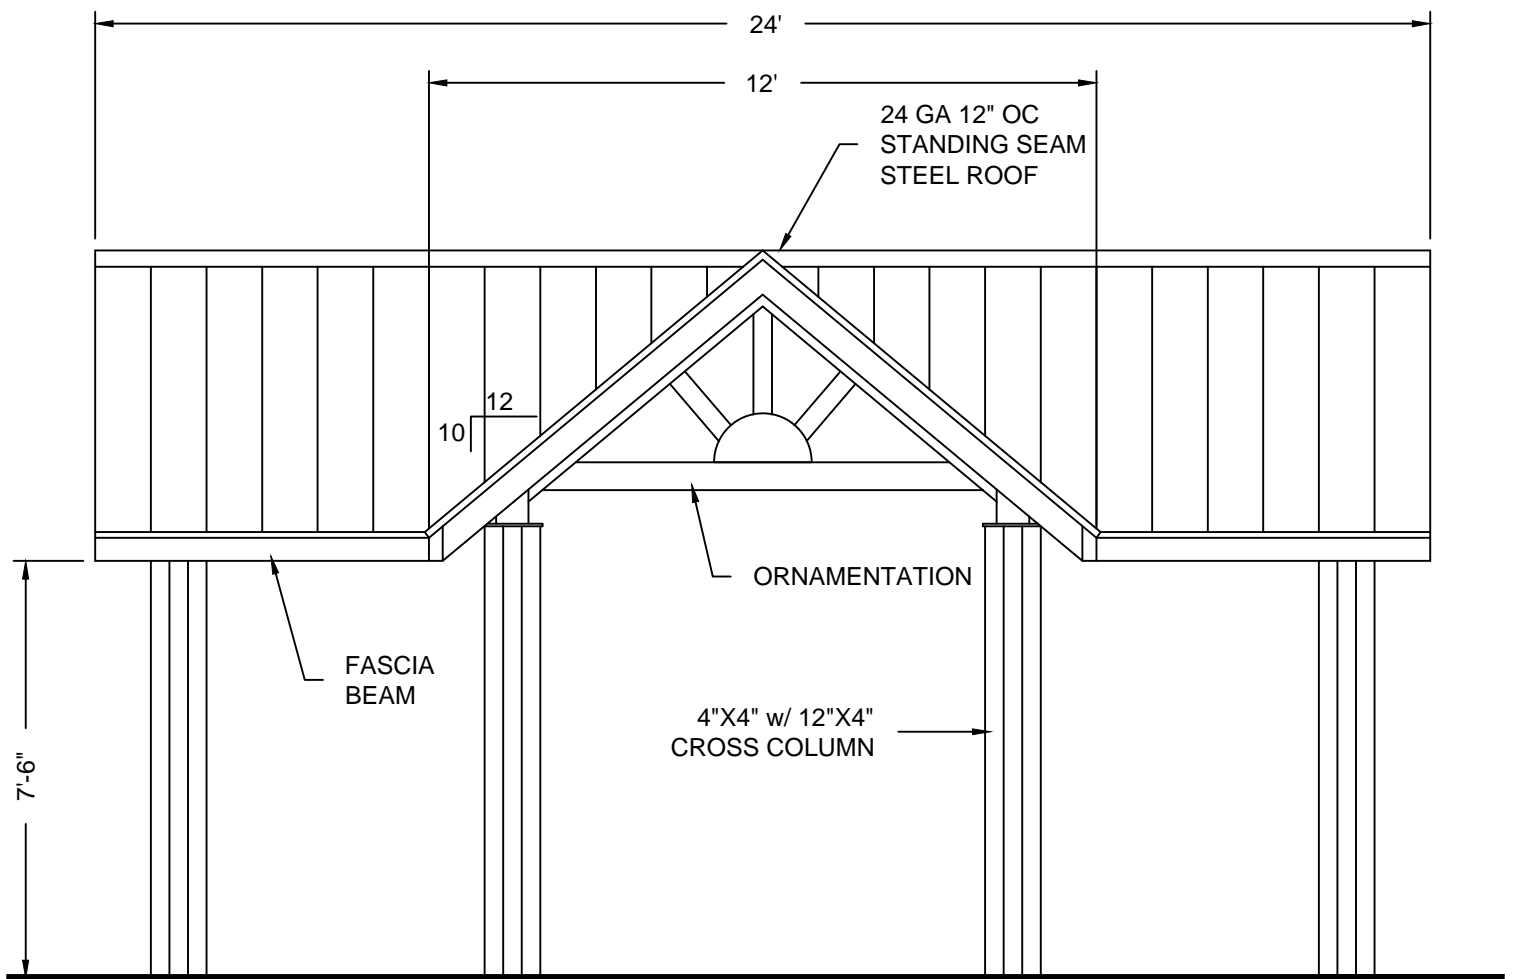 24'
12'
24 GA 12" OC
STANDING SEAM
STEEL ROOF
12
10
ORNAMENTATION
FASCIA
BEAM
4"X4" w/ 12"X4"
CROSS COLUMN
7'-6"